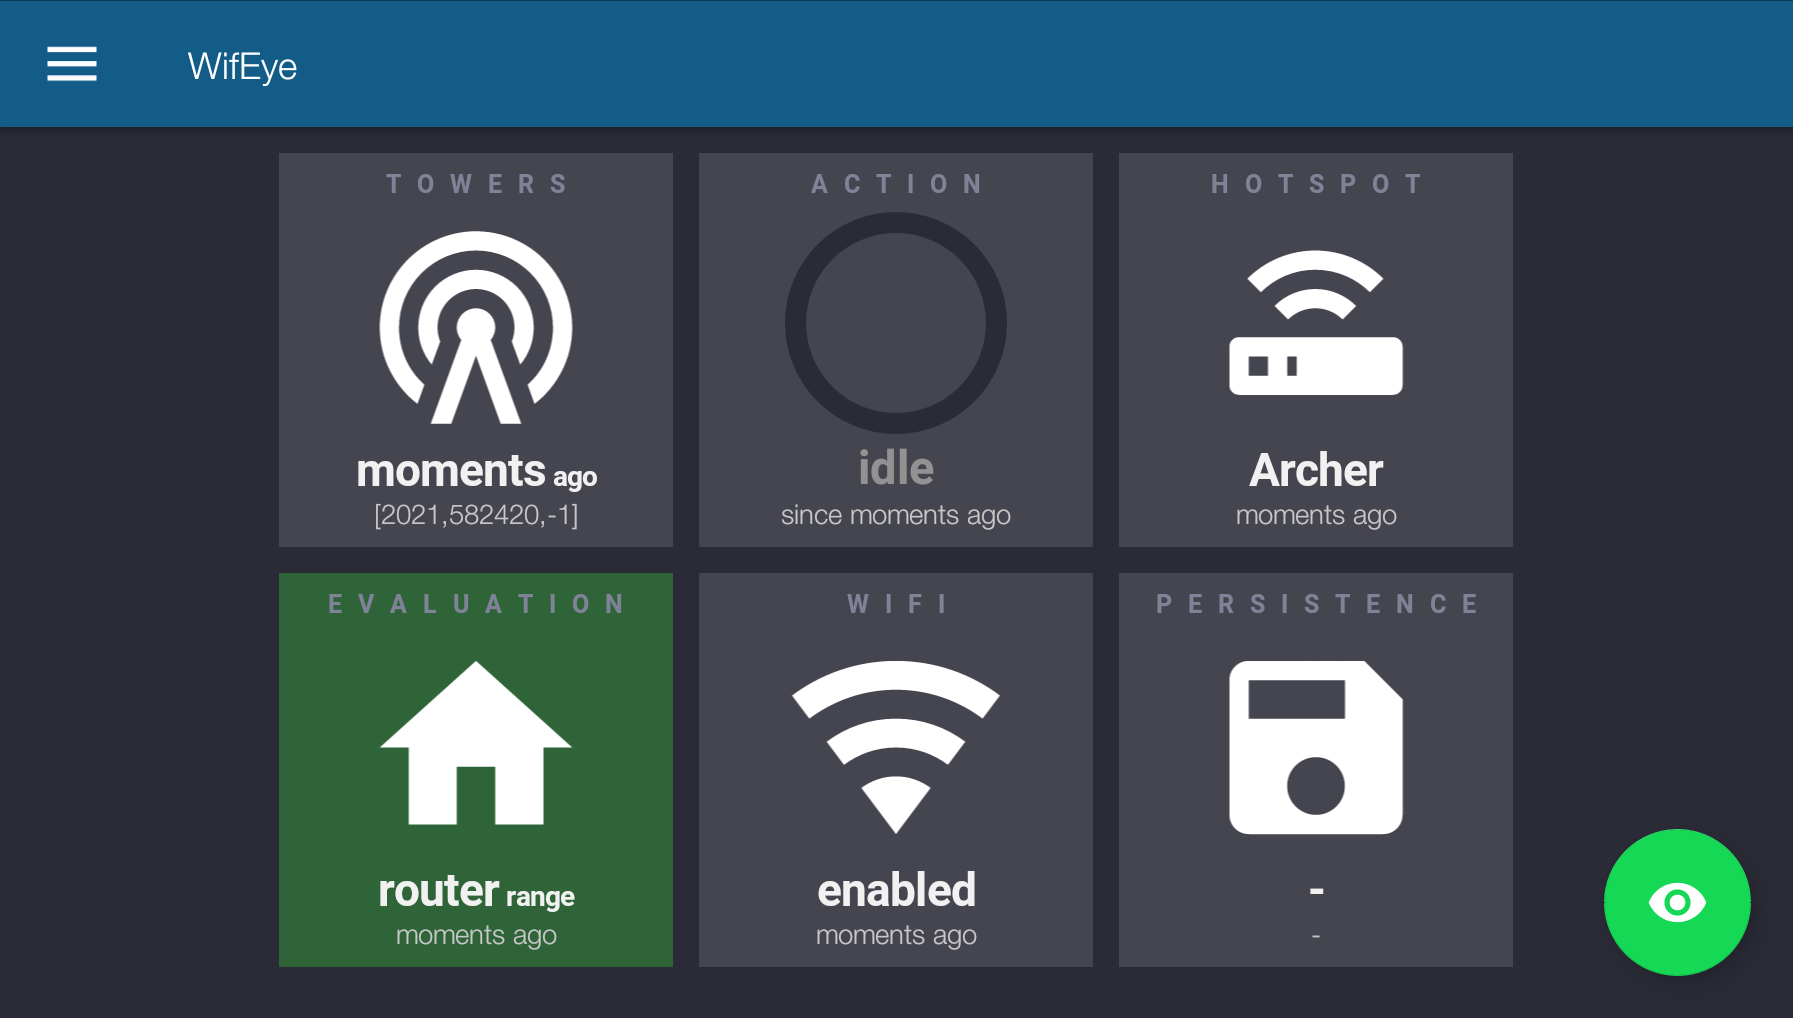 WifEye
TOWERS
moments ago
[2021,582420,-1]
ACTION
idle
since moments ago
HOTSPOT
Archer
moments ago
EVALUATION
router range
moments ago
WIFI
enabled
moments ago
PERSISTENCE
-
-